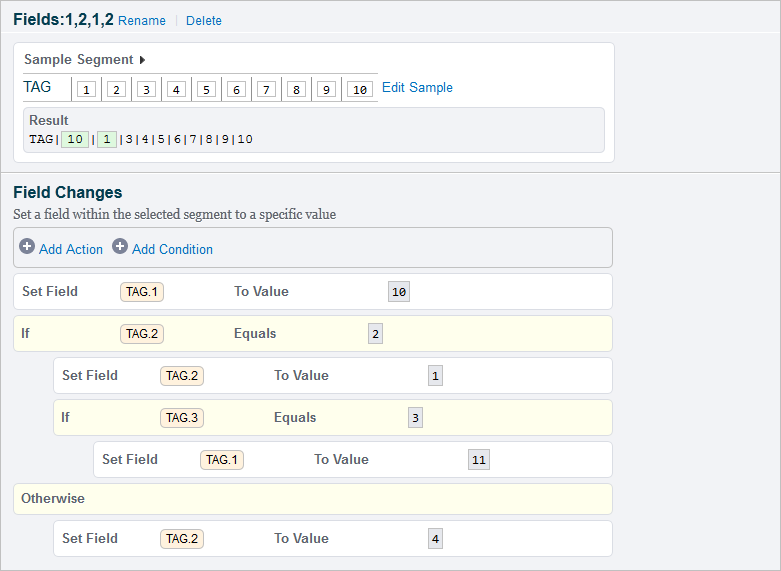 Fields:1,2,1,2 Rename Delete
Sample Segment
TAG 1 2 3 4 5 6 7 8 9 10 Edit Sample
Result
TAG|10|1|3|4|5|6|7|8|9|10
Field Changes
Set a field within the selected segment to a specific value
Add Action Add Condition
Set Field TAG.1 To Value 10
If TAG.2 Equals 2
Set Field TAG.2 To Value 1
If TAG.3 Equals 3
Set Field TAG.1 To Value 11
Otherwise
Set Field TAG.2 To Value 4